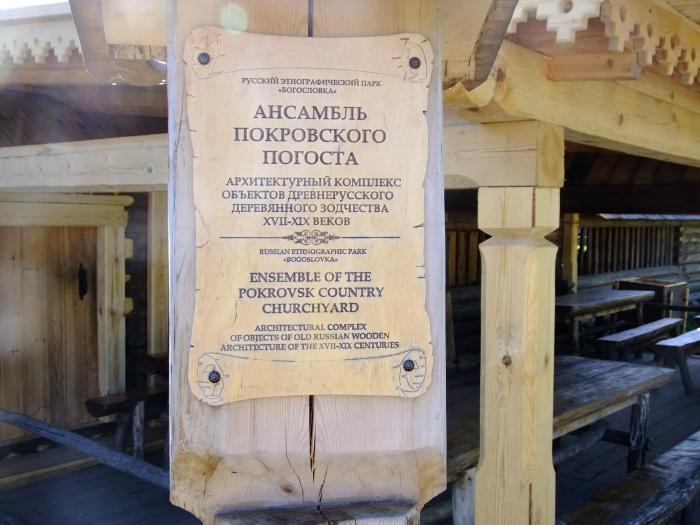 РУССКИЙ ЭТНОГРАФИЧЕСКИЙ ПАРК
«БОГОСЛОВКА»
АНСАМБЛЬ
ПОКРОВСКОГО
ПОГОСТА
АРХИТЕКТУРНЫЙ КОМПЛЕКС
ОБЪЕКТОВ ДРЕВНЕРУССКОГО
ДЕРЕВЯННОГО ЗОДЧЕСТВА
XVII-XIX ВЕКОВ
RUSSIAN ETHNOGRAPHIC PARK
«BOGOSLOVKA»
ENSEMBLE OF THE
POKROVSK COUNTRY
CHURCHYARD
ARCHITECTURAL COMPLEX
OF OBJECTS OF OLD RUSSIAN WOODEN
ARCHITECTURE OF THE XVII-XIX CENTURIES